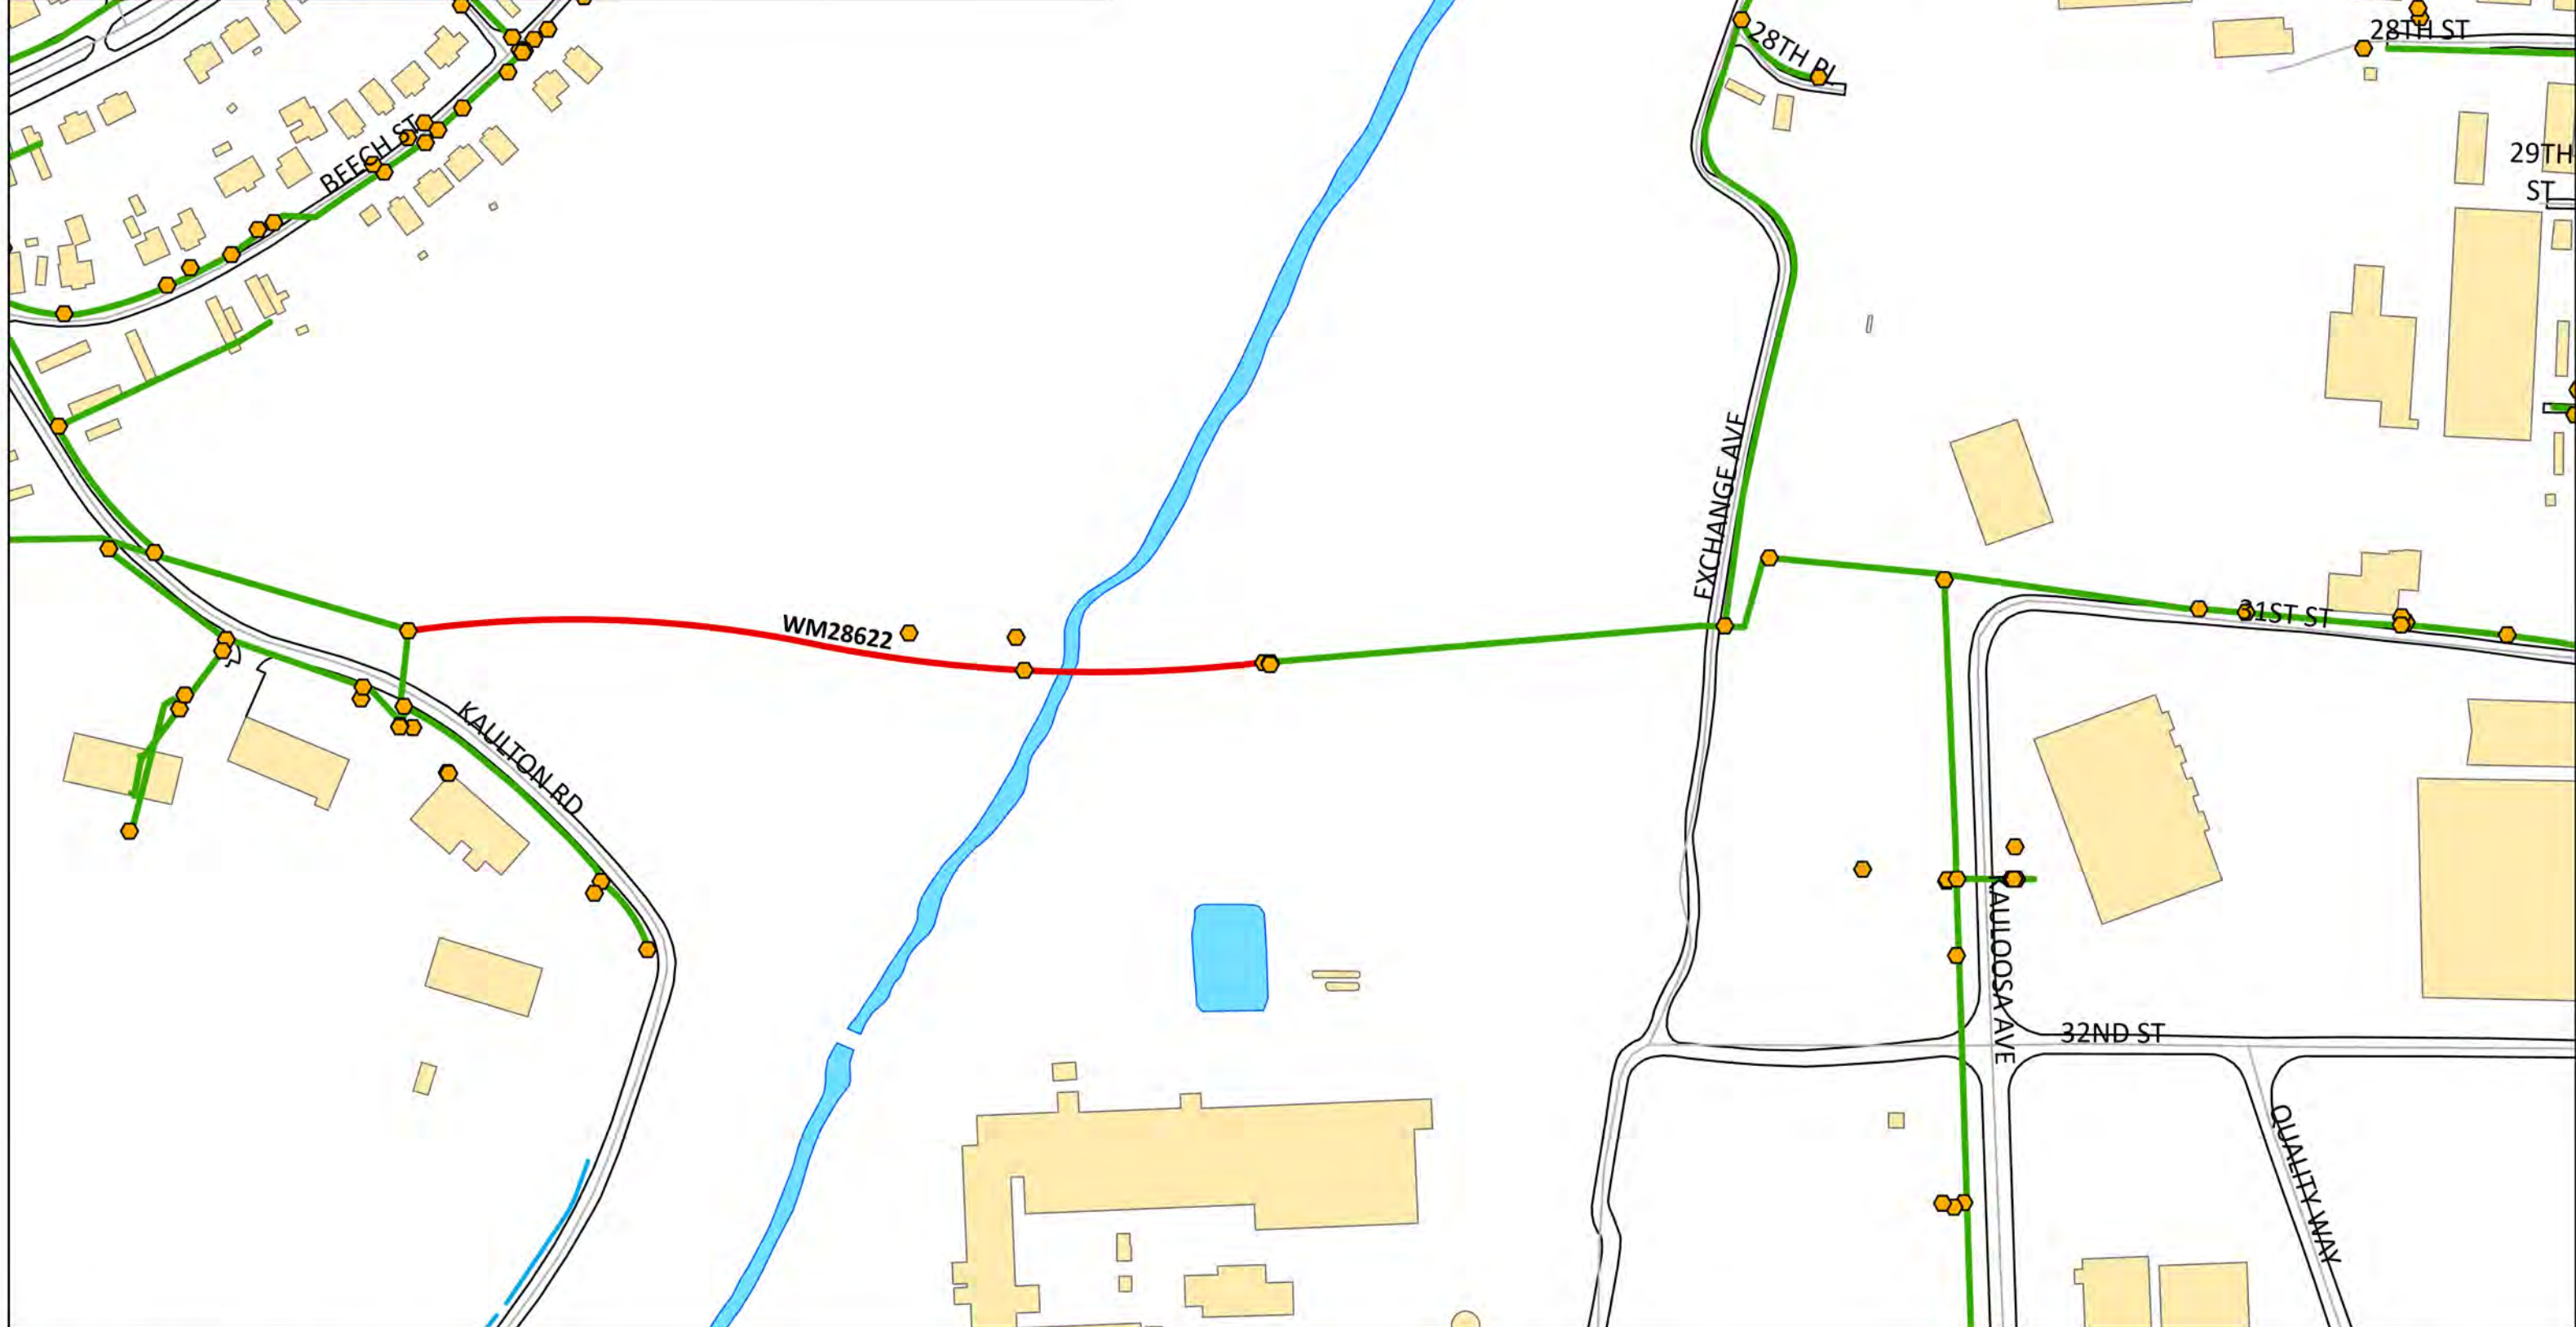 28TH PL
28TH ST
29TH
ST
BEECH ST
EXCHANGE AVE
WM28622
31ST ST
KAULTON RD
KAULOOSA AVE
32ND ST
QUALITY WAY